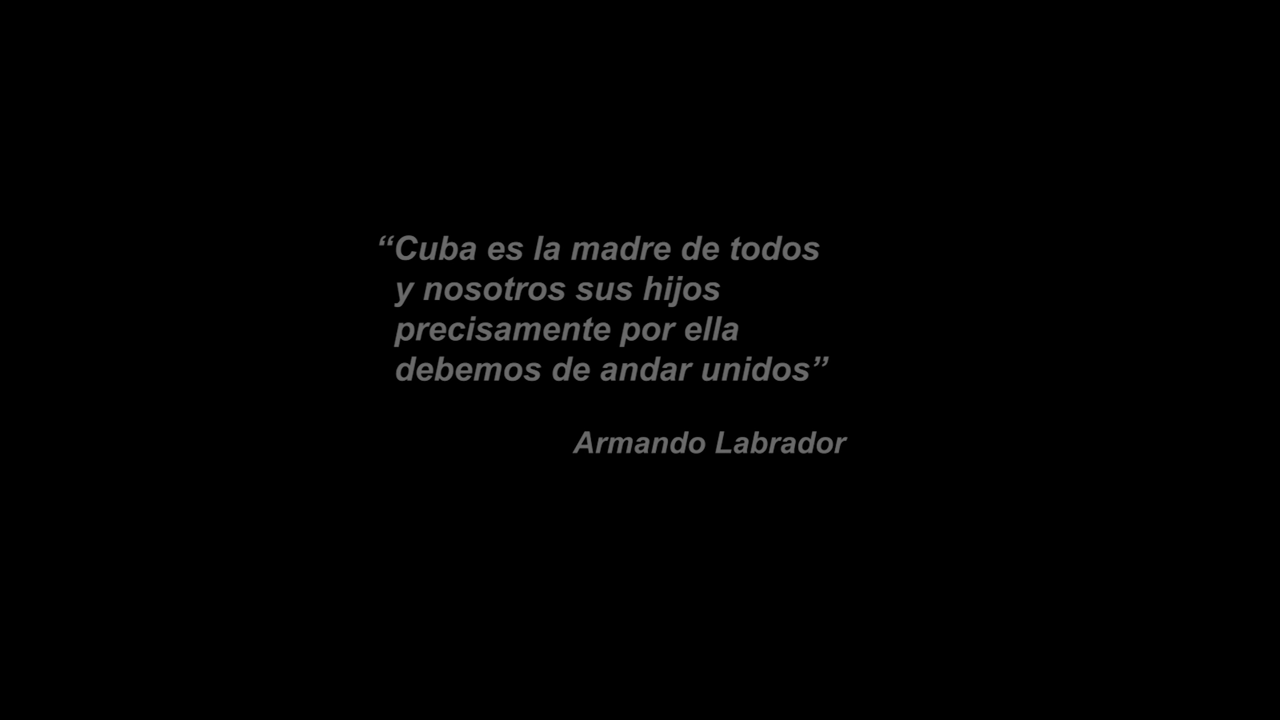 “Cuba es la madre de todos
y nosotros sus hijos
precisamente por ella
debemos de andar unidos”
Armando Labrador